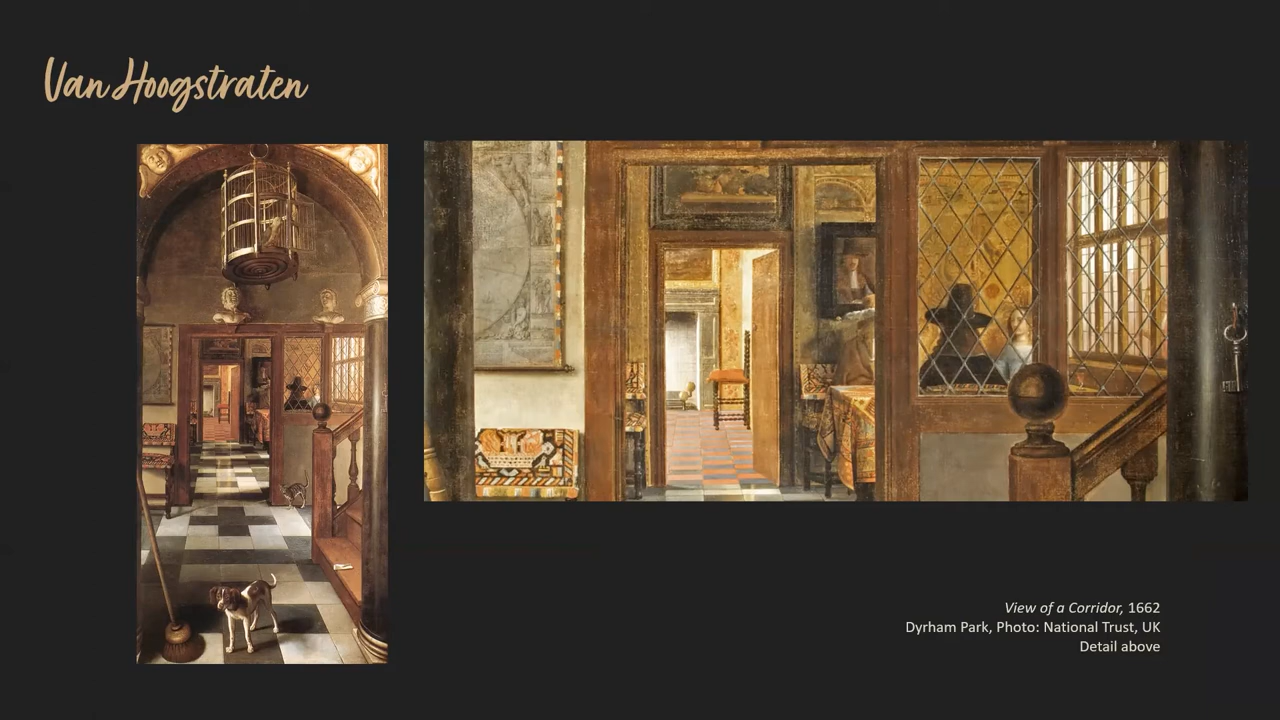 Van Hoogstraten
View of a Corridor, 1662
Dyrham Park, Photo: National Trust, UK
Detail above